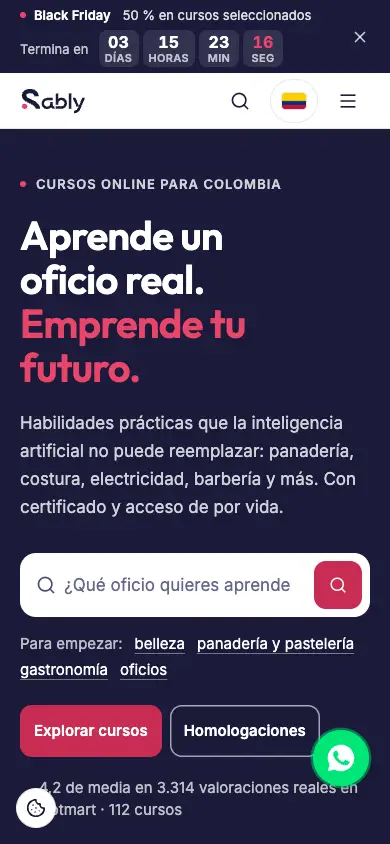 Black Friday 50 % en cursos seleccionados
Termina en 03 DÍAS 15 HORAS 23 MIN 16 SEG
Sably
CURSOS ONLINE PARA COLOMBIA
Aprende un
oficio real.
Emprende tu
futuro.
Habilidades prácticas que la inteligencia
artificial no puede reemplazar: panadería,
costura, electricidad, barbería y más. Con
certificado y acceso de por vida.
¿Qué oficio quieres aprende
Para empezar: belleza panadería y pastelería
gastronomía oficios
Explorar cursos Homologaciones
4,2 de media en 3.314 valoraciones reales en
otmart · 112 cursos